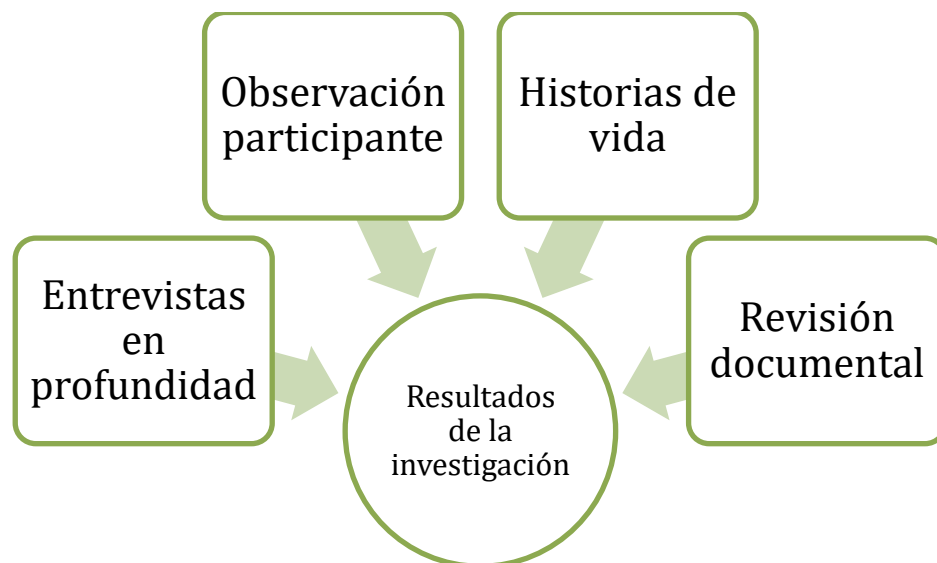 Observación
participante
Historias de
vida
Entrevistas
en
profundidad
Revisión
documental
Resultados
de la
investigación